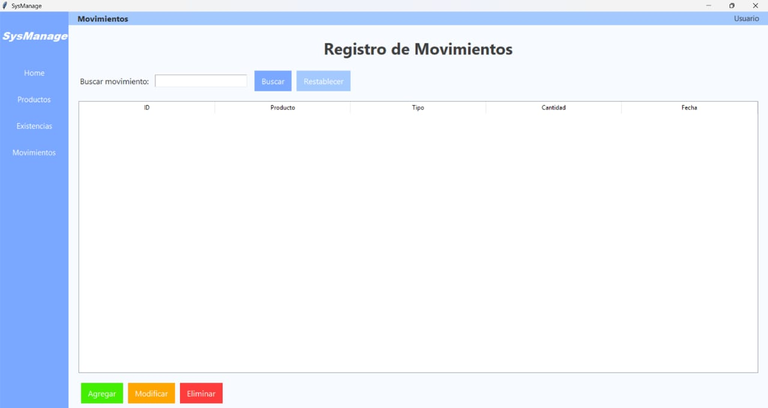 SysManage
Movimientos
Usuario
SysManage
Home
Productos
Existencias
Movimientos
Registro de Movimientos
Buscar movimiento:
Buscar
Restablecer
ID Producto Tipo Cantidad Fecha
Agregar Modificar Eliminar